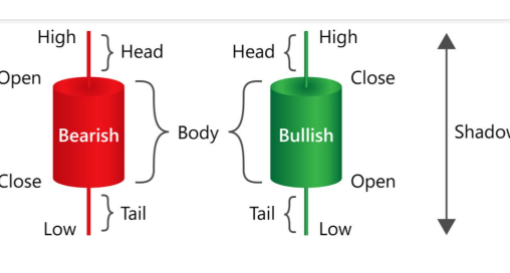 High
Head
Head
High
Open
Close
Bearish
Body
Bullish
Shadow
Close
Open
Tail
Tail
Low
Low